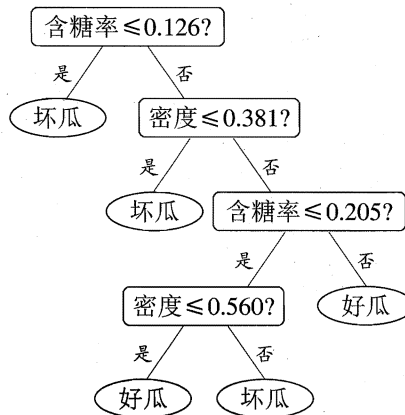 含糖率≤0.126?
是 否
坏瓜 密度≤0.381?
是 否
坏瓜 含糖率≤0.205?
是 否
密度≤0.560? 好瓜
是 否
好瓜 坏瓜